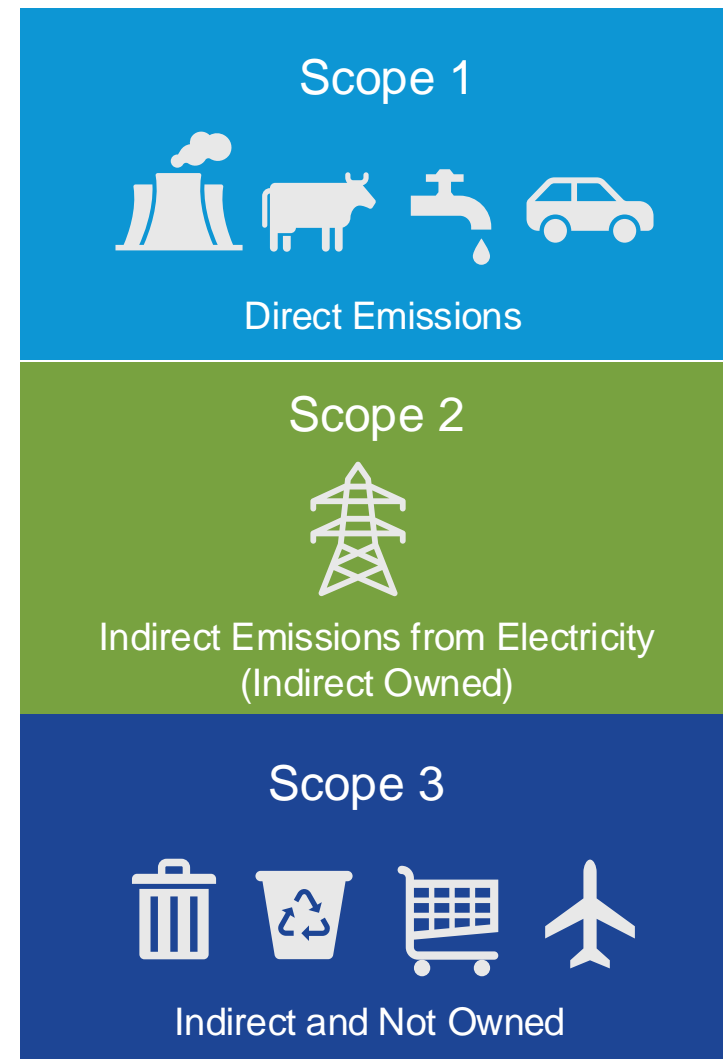 Scope 1
Direct Emissions
Scope 2
Indirect Emissions from Electricity
(Indirect Owned)
Scope 3
Indirect and Not Owned